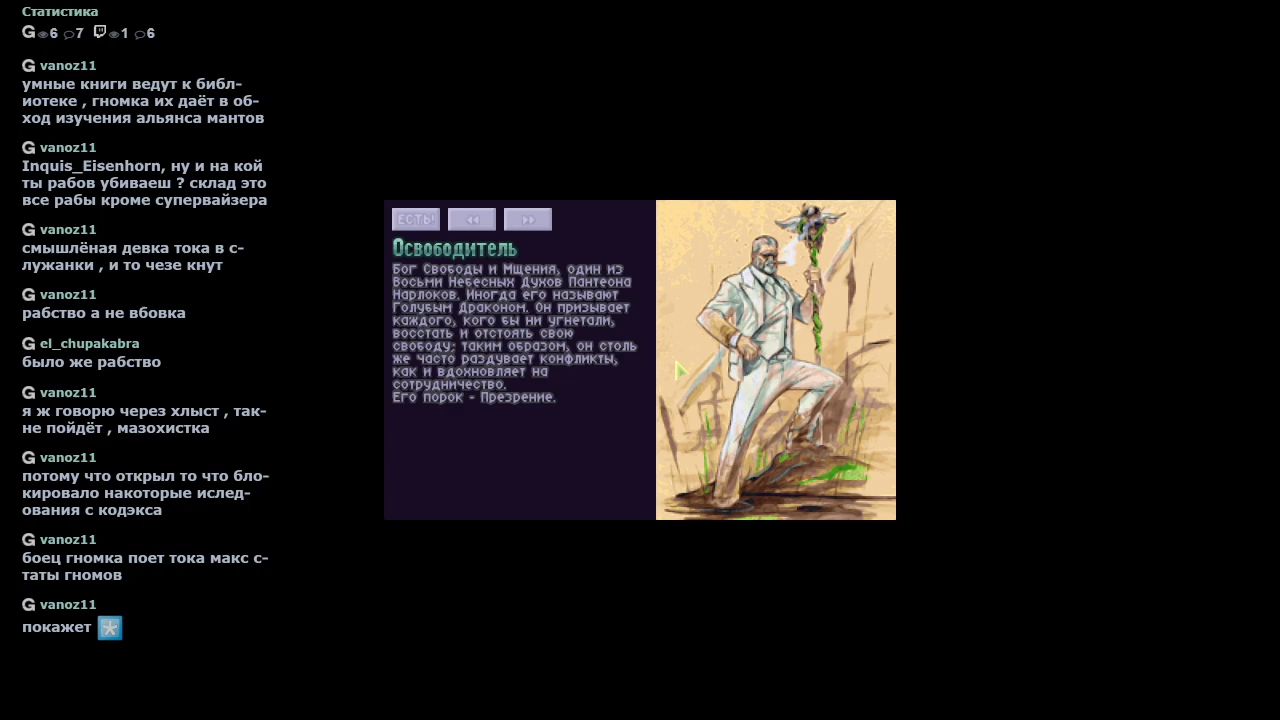 Статистика
6 7 1 6
vanoz11
умные книги ведут к библ-
иотеке , гномка их даёт в об-
ход изучения альянса мантов
vanoz11
Inquis_Eisenhorn, ну и на кой
ты рабов убиваеш ? склад это
все рабы кроме супервайзера
vanoz11
смышлёная девка тока в с-
лужанки , и то чезе кнут
vanoz11
рабство а не вбовка
el_chupakabra
было же рабство
vanoz11
я ж говорю через хлыст , так-
не пойдёт , мазохистка
vanoz11
потому что открыл то что бло-
кировало накоторые ислед-
ования с кодэкса
vanoz11
боец гномка поет тока макс с-
таты гномов
vanoz11
покажет
ЕСТЬ!
Освободитель
Бог Свободы и Мщения, один из
Восьми Небесных Духов Пантеона
Нарлоков. Иногда его называют
Голубым Драконом. Он призывает
каждого, кого бы ни угнетали,
восстать и отстоять свою
свободу; таким образом, он столь
же часто раздувает конфликты,
как и вдохновляет на
сотрудничество.
Его порок - Презрение.